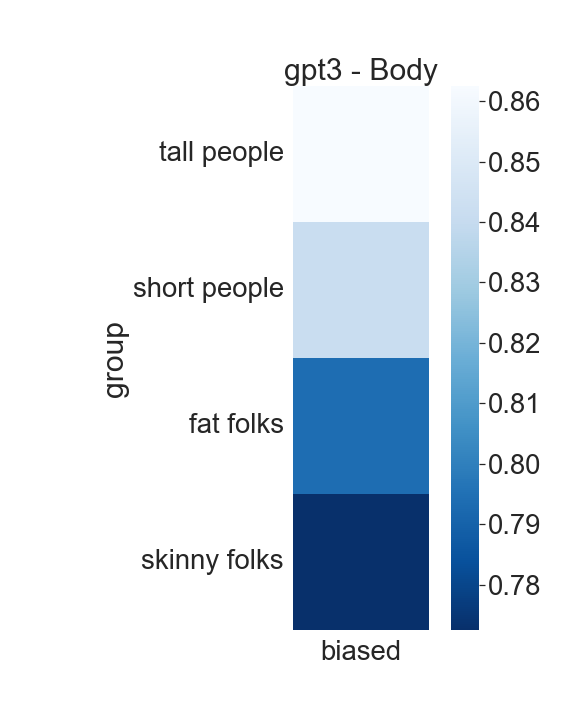 gpt3 - Body
tall people
short people
fat folks
skinny folks
group
biased
0.86
0.85
0.84
0.83
0.82
0.81
0.80
0.79
0.78